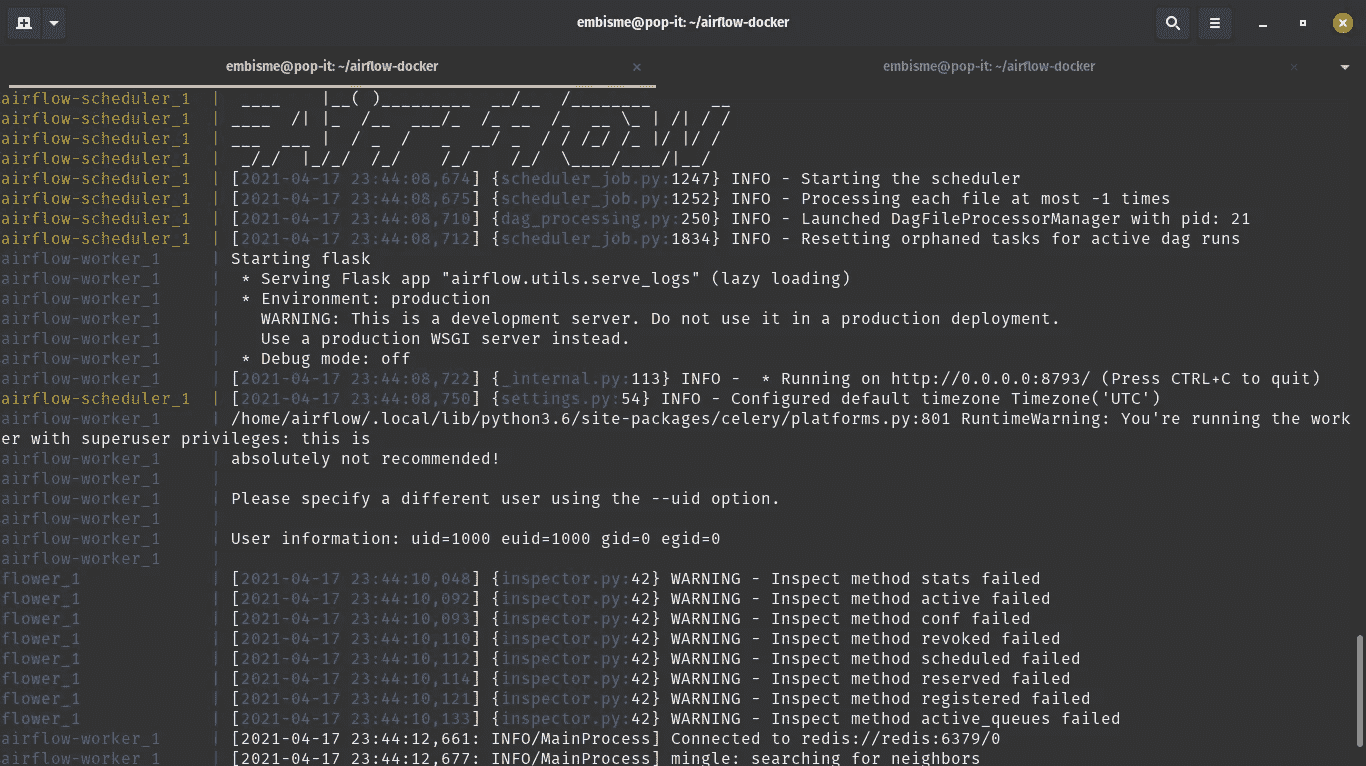 embisme@pop-it: ~/airflow-docker
embisme@pop-it: ~/airflow-docker × embisme@pop-it: ~/airflow-docker ×
airflow-scheduler_1  |  ____       |__( )_________  __/__  /________      __
airflow-scheduler_1  | ____  /| |_  /__  ___/_  /_ __  /_  __ \_ | /| / /
airflow-scheduler_1  | ___  ___ |  / _  /   _  __/ _  / / /_/ /_ |/ |/ /
airflow-scheduler_1  |  _/_/  |_/_/  /_/    /_/    /_/  \____/____/|__/
airflow-scheduler_1  | [2021-04-17 23:44:08,674] {scheduler_job.py:1247} INFO - Starting the scheduler
airflow-scheduler_1  | [2021-04-17 23:44:08,675] {scheduler_job.py:1252} INFO - Processing each file at most -1 times
airflow-scheduler_1  | [2021-04-17 23:44:08,710] {dag_processing.py:250} INFO - Launched DagFileProcessorManager with pid: 21
airflow-scheduler_1  | [2021-04-17 23:44:08,712] {scheduler_job.py:1834} INFO - Resetting orphaned tasks for active dag runs
airflow-worker_1     | Starting flask
airflow-worker_1     |  * Serving Flask app "airflow.utils.serve_logs" (lazy loading)
airflow-worker_1     |  * Environment: production
airflow-worker_1     |    WARNING: This is a development server. Do not use it in a production deployment.
airflow-worker_1     |    Use a production WSGI server instead.
airflow-worker_1     |  * Debug mode: off
airflow-worker_1     | [2021-04-17 23:44:08,722] {_internal.py:113} INFO -  * Running on http://0.0.0.0:8793/ (Press CTRL+C to quit)
airflow-scheduler_1  | [2021-04-17 23:44:08,750] {settings.py:54} INFO - Configured default timezone Timezone('UTC')
airflow-worker_1     | /home/airflow/.local/lib/python3.6/site-packages/celery/platforms.py:801 RuntimeWarning: You're running the work
er with superuser privileges: this is
airflow-worker_1     | absolutely not recommended!
airflow-worker_1     |
airflow-worker_1     | Please specify a different user using the --uid option.
airflow-worker_1     |
airflow-worker_1     | User information: uid=1000 euid=1000 gid=0 egid=0
airflow-worker_1     |
flower_1             | [2021-04-17 23:44:10,048] {inspector.py:42} WARNING - Inspect method stats failed
flower_1             | [2021-04-17 23:44:10,092] {inspector.py:42} WARNING - Inspect method active failed
flower_1             | [2021-04-17 23:44:10,093] {inspector.py:42} WARNING - Inspect method conf failed
flower_1             | [2021-04-17 23:44:10,110] {inspector.py:42} WARNING - Inspect method revoked failed
flower_1             | [2021-04-17 23:44:10,112] {inspector.py:42} WARNING - Inspect method scheduled failed
flower_1             | [2021-04-17 23:44:10,114] {inspector.py:42} WARNING - Inspect method reserved failed
flower_1             | [2021-04-17 23:44:10,121] {inspector.py:42} WARNING - Inspect method registered failed
flower_1             | [2021-04-17 23:44:10,133] {inspector.py:42} WARNING - Inspect method active_queues failed
airflow-worker_1     | [2021-04-17 23:44:12,661: INFO/MainProcess] Connected to redis://redis:6379/0
airflow-worker_1     | [2021-04-17 23:44:12,677: INFO/MainProcess] mingle: searching for neighbors